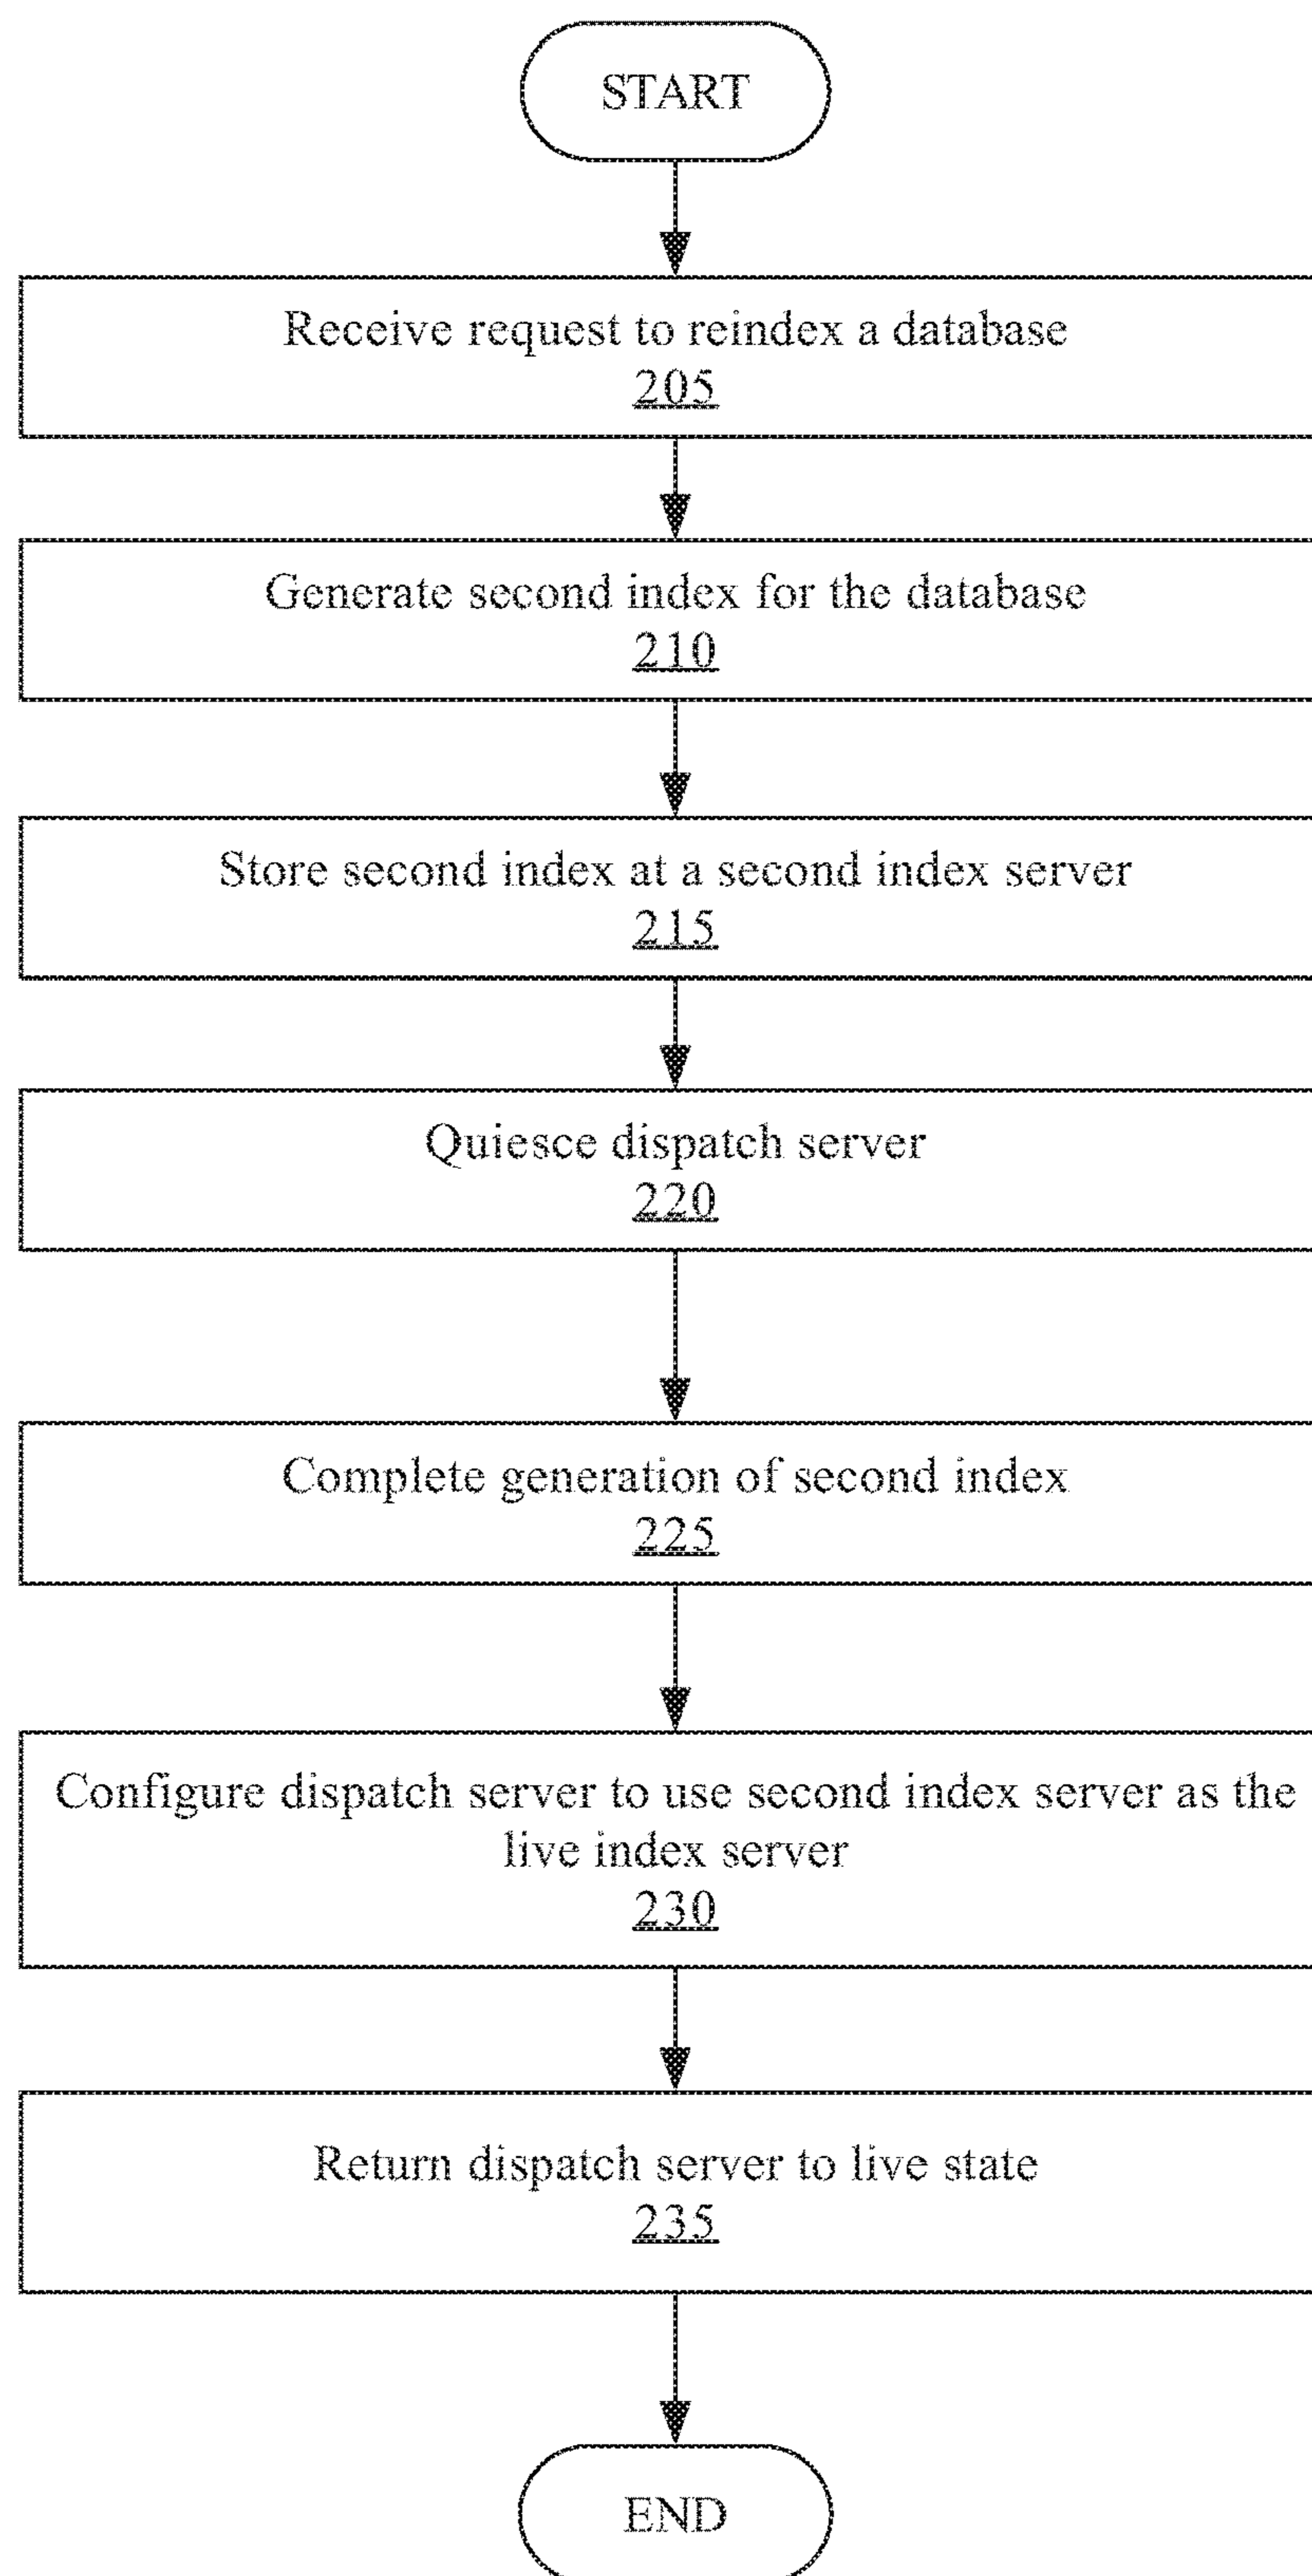 START
Receive request to reindex a database
205
Generate second index for the database
210
Store second index at a second index server
215
Quiesce dispatch server
220
Complete generation of second index
225
Configure dispatch server to use second index server as the
live index server
230
Return dispatch server to live state
235
END